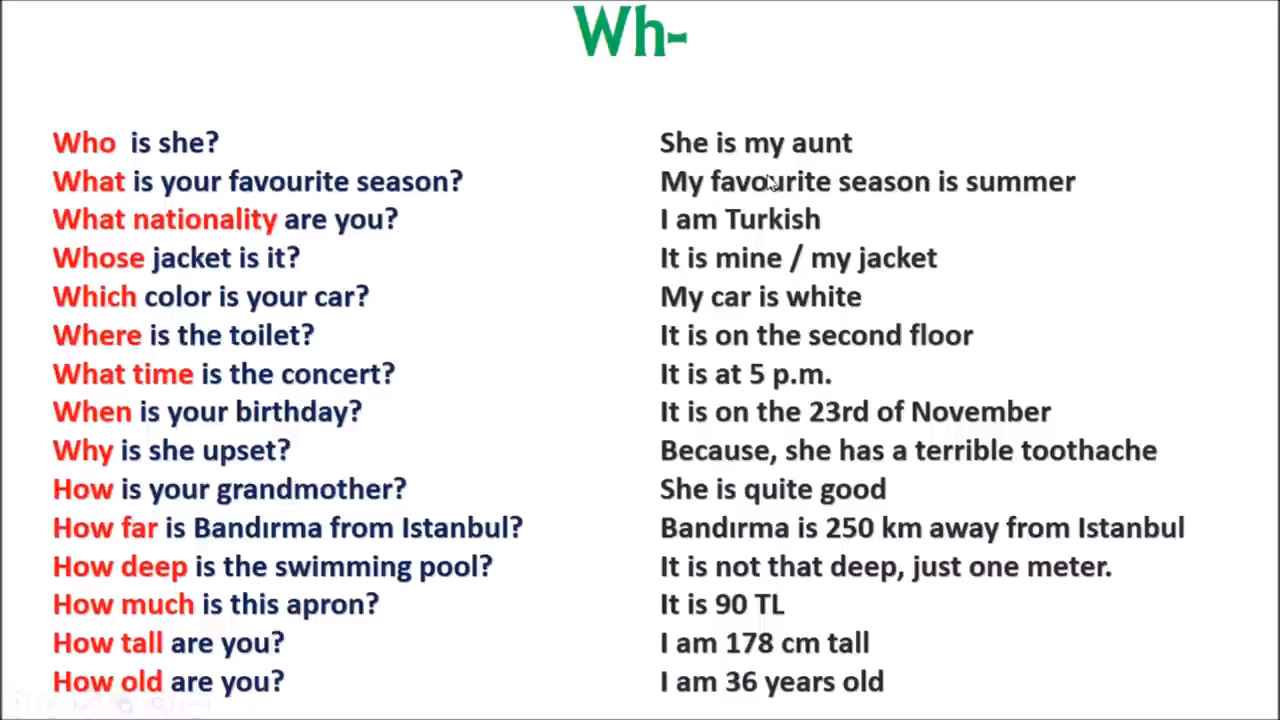 Wh-
Who is she?
She is my aunt
What is your favourite season?
My favourite season is summer
What nationality are you?
I am Turkish
Whose jacket is it?
It is mine / my jacket
Which color is your car?
My car is white
Where is the toilet?
It is on the second floor
What time is the concert?
It is at 5 p.m.
When is your birthday?
It is on the 23rd of November
Why is she upset?
Because, she has a terrible toothache
How is your grandmother?
She is quite good
How far is Bandırma from Istanbul?
Bandırma is 250 km away from Istanbul
How deep is the swimming pool?
It is not that deep, just one meter.
How much is this apron?
It is 90 TL
How tall are you?
I am 178 cm tall
How old are you?
I am 36 years old